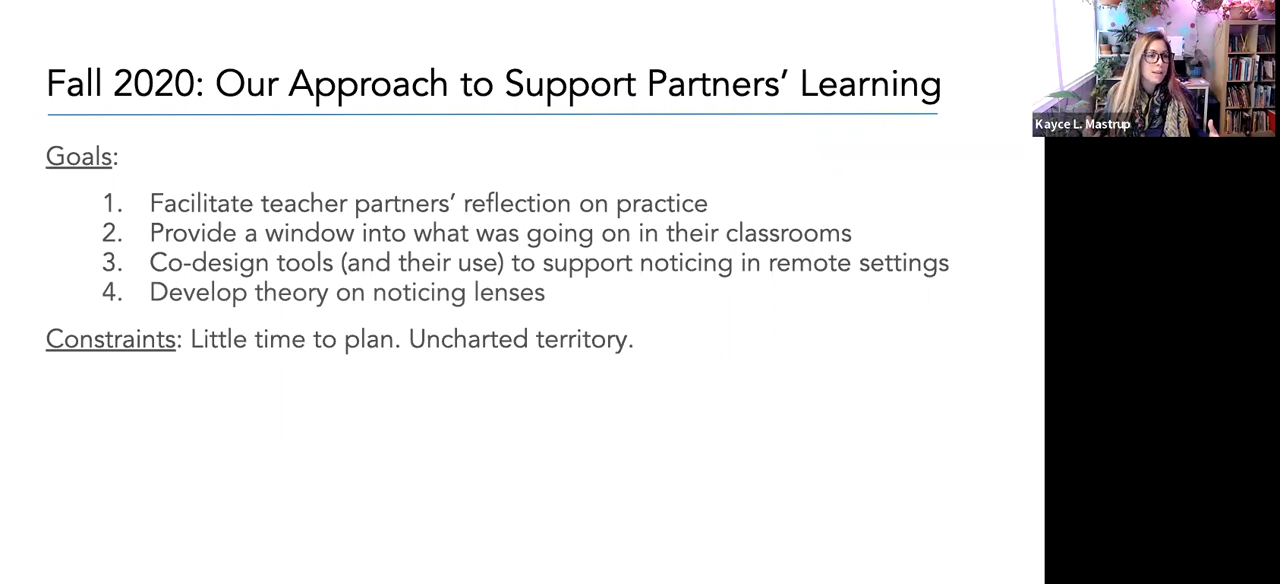 Fall 2020: Our Approach to Support Partners’ Learning
Kayce L. Mastrup
Goals:
1. Facilitate teacher partners’ reflection on practice
2. Provide a window into what was going on in their classrooms
3. Co-design tools (and their use) to support noticing in remote settings
4. Develop theory on noticing lenses
Constraints: Little time to plan. Uncharted territory.